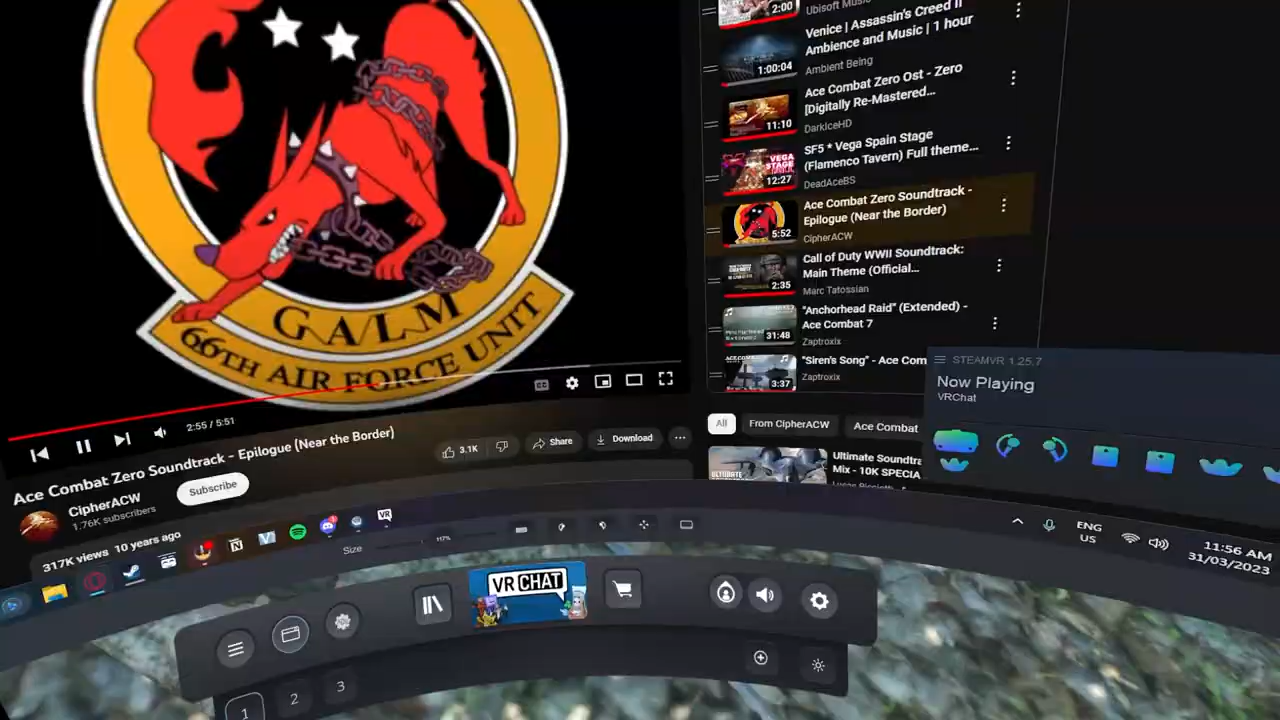 GALM
66TH AIR FORCE UNIT
2:55 / 5:51
Ace Combat Zero Soundtrack - Epilogue (Near the Border)
CipherACW
1.76K subscribers
Subscribe
3.1K
Share
Download
317K views 10 years ago
2:00
Ubisoft Music
Venice | Assassin's Creed II
Ambience and Music | 1 hour
Ambient Being
1:00:04
Ace Combat Zero Ost - Zero
[Digitally Re-Mastered...
DarkIceHD
11:10
SF5 * Vega Spain Stage
(Flamenco Tavern) Full theme...
DeadAceBS
VEGA
STAGE
12:27
Ace Combat Zero Soundtrack -
Epilogue (Near the Border)
CipherACW
5:52
Call of Duty WWII Soundtrack:
Main Theme (Official...
Marc Tatossian
2:35
"Anchorhead Raid" (Extended) -
Ace Combat 7
Zaptroxix
31:48
"Siren's Song" - Ace Com
Zaptroxix
3:37
All
From CipherACW
Ace Combat
Ultimate Soundtra
Mix - 10K SPECIA
STEAMVR 1.25.7
Now Playing
VRChat
VR
Size
117%
ENG
US
11:56 AM
31/03/2023
VRCHAT
1
2
3